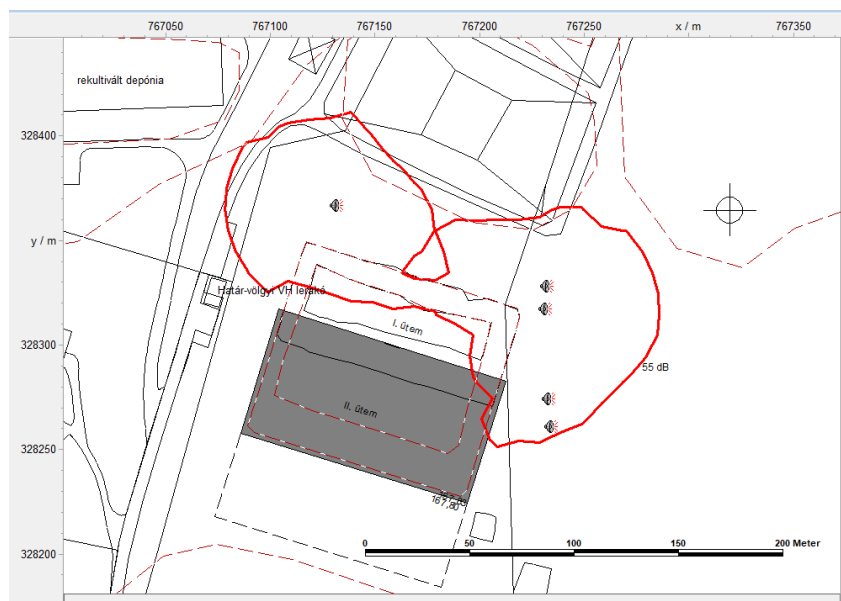 767050 767100 767150 767200 767250 x / m 767350
rekultivált depónia
328400
y / m
Határ-völgyi VH lerakó
I. ütem
328300
55 dB
II. ütem
328250
167,80
0 50 100 150 200 Meter
328200